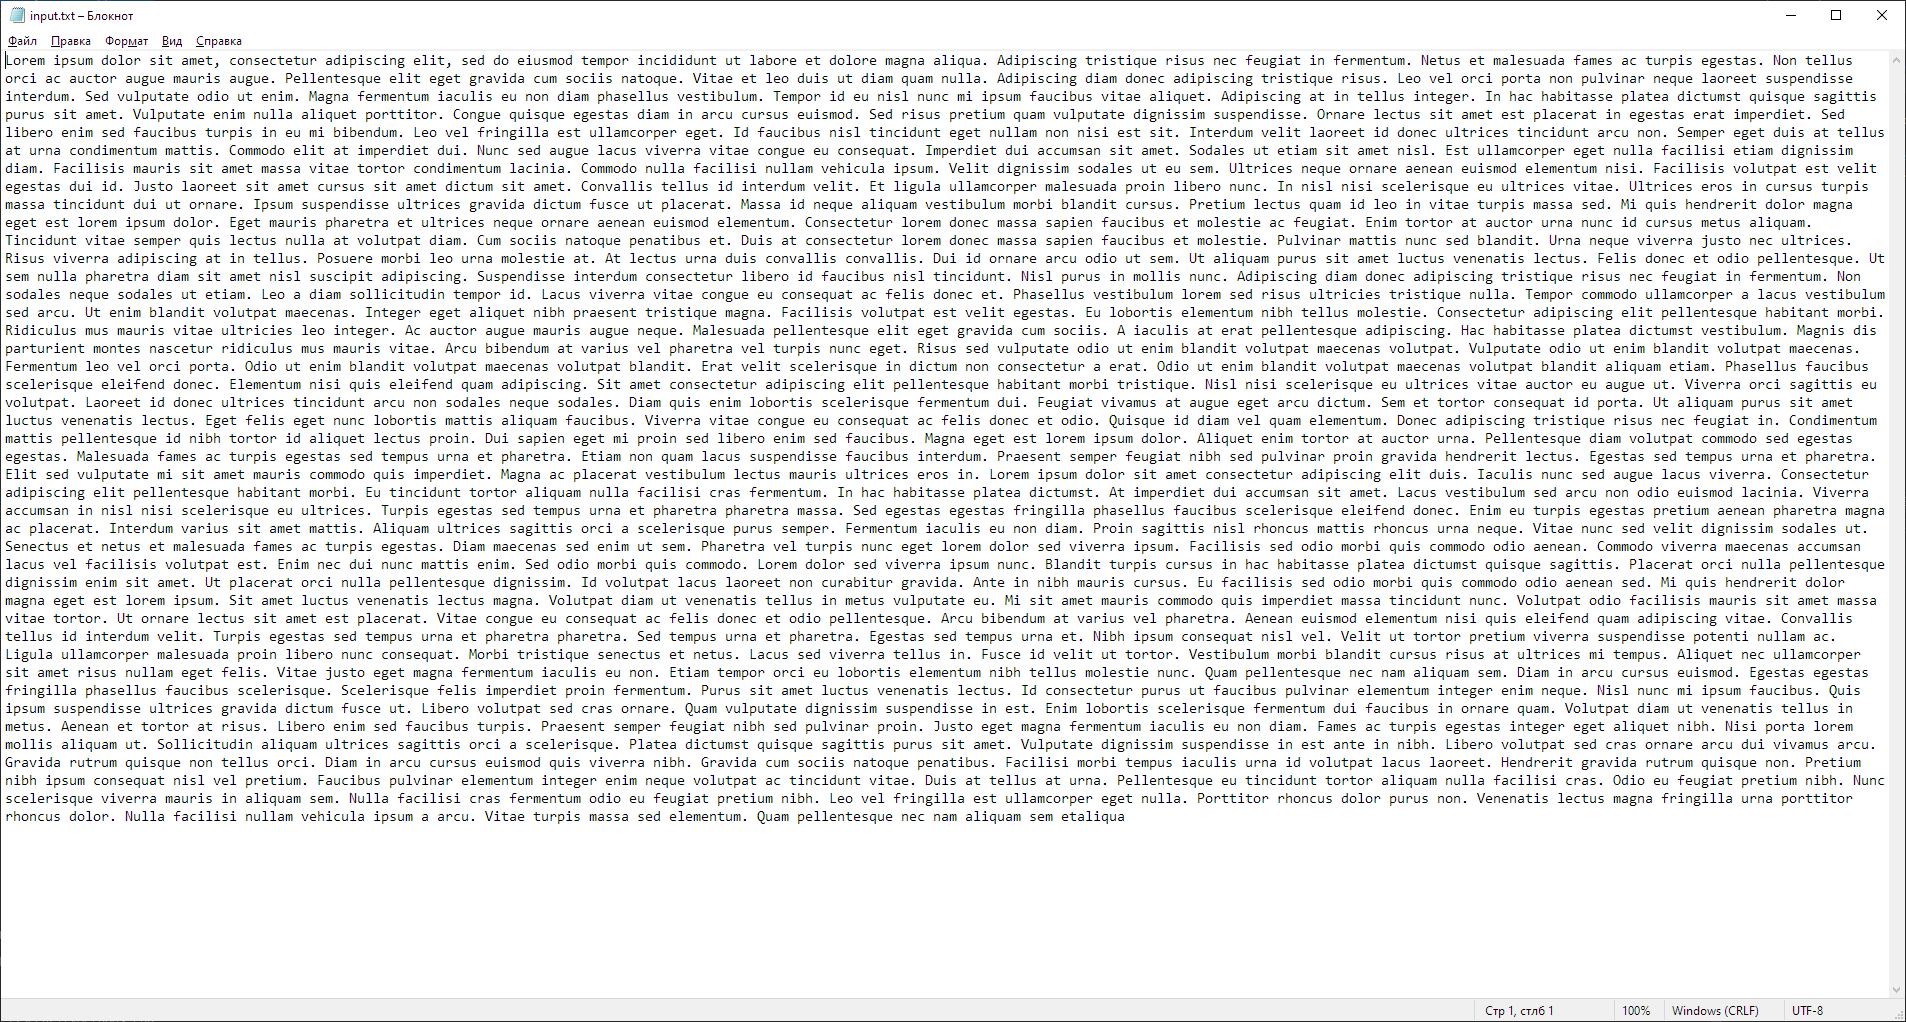 input.txt – Блокнот
Файл Правка Формат Вид Справка
Lorem ipsum dolor sit amet, consectetur adipiscing elit, sed do eiusmod tempor incididunt ut labore et dolore magna aliqua. Adipiscing tristique risus nec feugiat in fermentum. Netus et malesuada fames ac turpis egestas. Non tellus
orci ac auctor augue mauris augue. Pellentesque elit eget gravida cum sociis natoque. Vitae et leo duis ut diam quam nulla. Adipiscing diam donec adipiscing tristique risus. Leo vel orci porta non pulvinar neque laoreet suspendisse
interdum. Sed vulputate odio ut enim. Magna fermentum iaculis eu non diam phasellus vestibulum. Tempor id eu nisl nunc mi ipsum faucibus vitae aliquet. Adipiscing at in tellus integer. In hac habitasse platea dictumst quisque sagittis
purus sit amet. Vulputate enim nulla aliquet porttitor. Congue quisque egestas diam in arcu cursus euismod. Sed risus pretium quam vulputate dignissim suspendisse. Ornare lectus sit amet est placerat in egestas erat imperdiet. Sed
libero enim sed faucibus turpis in eu mi bibendum. Leo vel fringilla est ullamcorper eget. Id faucibus nisl tincidunt eget nullam non nisi est sit. Interdum velit laoreet id donec ultrices tincidunt arcu non. Semper eget duis at tellus
at urna condimentum mattis. Commodo elit at imperdiet dui. Nunc sed augue lacus viverra vitae congue eu consequat. Imperdiet dui accumsan sit amet. Sodales ut etiam sit amet nisl. Est ullamcorper eget nulla facilisi etiam dignissim
diam. Facilisis mauris sit amet massa vitae tortor condimentum lacinia. Commodo nulla facilisi nullam vehicula ipsum. Velit dignissim sodales ut eu sem. Ultrices neque ornare aenean euismod elementum nisi. Facilisis volutpat est velit
egestas dui id. Justo laoreet sit amet cursus sit amet dictum sit amet. Convallis tellus id interdum velit. Et ligula ullamcorper malesuada proin libero nunc. In nisl nisi scelerisque eu ultrices vitae. Ultrices eros in cursus turpis
massa tincidunt dui ut ornare. Ipsum suspendisse ultrices gravida dictum fusce ut placerat. Massa id neque aliquam vestibulum morbi blandit cursus. Pretium lectus quam id leo in vitae turpis massa sed. Mi quis hendrerit dolor magna
eget est lorem ipsum dolor. Eget mauris pharetra et ultrices neque ornare aenean euismod elementum. Consectetur lorem donec massa sapien faucibus et molestie ac feugiat. Enim tortor at auctor urna nunc id cursus metus aliquam.
Tincidunt vitae semper quis lectus nulla at volutpat diam. Cum sociis natoque penatibus et. Duis at consectetur lorem donec massa sapien faucibus et molestie. Pulvinar mattis nunc sed blandit. Urna neque viverra justo nec ultrices.
Risus viverra adipiscing at in tellus. Posuere morbi leo urna molestie at. At lectus urna duis convallis convallis. Dui id ornare arcu odio ut sem. Ut aliquam purus sit amet luctus venenatis lectus. Felis donec et odio pellentesque. Ut
sem nulla pharetra diam sit amet nisl suscipit adipiscing. Suspendisse interdum consectetur libero id faucibus nisl tincidunt. Nisl purus in mollis nunc. Adipiscing diam donec adipiscing tristique risus nec feugiat in fermentum. Non
sodales neque sodales ut etiam. Leo a diam sollicitudin tempor id. Lacus viverra vitae congue eu consequat ac felis donec et. Phasellus vestibulum lorem sed risus ultricies tristique nulla. Tempor commodo ullamcorper a lacus vestibulum
sed arcu. Ut enim blandit volutpat maecenas. Integer eget aliquet nibh praesent tristique magna. Facilisis volutpat est velit egestas. Eu lobortis elementum nibh tellus molestie. Consectetur adipiscing elit pellentesque habitant morbi.
Ridiculus mus mauris vitae ultricies leo integer. Ac auctor augue mauris augue neque. Malesuada pellentesque elit eget gravida cum sociis. A iaculis at erat pellentesque adipiscing. Hac habitasse platea dictumst vestibulum. Magnis dis
parturient montes nascetur ridiculus mus mauris vitae. Arcu bibendum at varius vel pharetra vel turpis nunc eget. Risus sed vulputate odio ut enim blandit volutpat maecenas volutpat. Vulputate odio ut enim blandit volutpat maecenas.
Fermentum leo vel orci porta. Odio ut enim blandit volutpat maecenas volutpat blandit. Erat velit scelerisque in dictum non consectetur a erat. Odio ut enim blandit volutpat maecenas volutpat blandit aliquam etiam. Phasellus faucibus
scelerisque eleifend donec. Elementum nisi quis eleifend quam adipiscing. Sit amet consectetur adipiscing elit pellentesque habitant morbi tristique. Nisl nisi scelerisque eu ultrices vitae auctor eu augue ut. Viverra orci sagittis eu
volutpat. Laoreet id donec ultrices tincidunt arcu non sodales neque sodales. Diam quis enim lobortis scelerisque fermentum dui. Feugiat vivamus at augue eget arcu dictum. Sem et tortor consequat id porta. Ut aliquam purus sit amet
luctus venenatis lectus. Eget felis eget nunc lobortis mattis aliquam faucibus. Viverra vitae congue eu consequat ac felis donec et odio. Quisque id diam vel quam elementum. Donec adipiscing tristique risus nec feugiat in. Condimentum
mattis pellentesque id nibh tortor id aliquet lectus proin. Dui sapien eget mi proin sed libero enim sed faucibus. Magna eget est lorem ipsum dolor. Aliquet enim tortor at auctor urna. Pellentesque diam volutpat commodo sed egestas
egestas. Malesuada fames ac turpis egestas sed tempus urna et pharetra. Etiam non quam lacus suspendisse faucibus interdum. Praesent semper feugiat nibh sed pulvinar proin gravida hendrerit lectus. Egestas sed tempus urna et pharetra.
Elit sed vulputate mi sit amet mauris commodo quis imperdiet. Magna ac placerat vestibulum lectus mauris ultrices eros in. Lorem ipsum dolor sit amet consectetur adipiscing elit duis. Iaculis nunc sed augue lacus viverra. Consectetur
adipiscing elit pellentesque habitant morbi. Eu tincidunt tortor aliquam nulla facilisi cras fermentum. In hac habitasse platea dictumst. At imperdiet dui accumsan sit amet. Lacus vestibulum sed arcu non odio euismod lacinia. Viverra
accumsan in nisl nisi scelerisque eu ultrices. Turpis egestas sed tempus urna et pharetra pharetra massa. Sed egestas egestas fringilla phasellus faucibus scelerisque eleifend donec. Enim eu turpis egestas pretium aenean pharetra magna
ac placerat. Interdum varius sit amet mattis. Aliquam ultrices sagittis orci a scelerisque purus semper. Fermentum iaculis eu non diam. Proin sagittis nisl rhoncus mattis rhoncus urna neque. Vitae nunc sed velit dignissim sodales ut.
Senectus et netus et malesuada fames ac turpis egestas. Diam maecenas sed enim ut sem. Pharetra vel turpis nunc eget lorem dolor sed viverra ipsum. Facilisis sed odio morbi quis commodo odio aenean. Commodo viverra maecenas accumsan
lacus vel facilisis volutpat est. Enim nec dui nunc mattis enim. Sed odio morbi quis commodo. Lorem dolor sed viverra ipsum nunc. Blandit turpis cursus in hac habitasse platea dictumst quisque sagittis. Placerat orci nulla pellentesque
dignissim enim sit amet. Ut placerat orci nulla pellentesque dignissim. Id volutpat lacus laoreet non curabitur gravida. Ante in nibh mauris cursus. Eu facilisis sed odio morbi quis commodo odio aenean sed. Mi quis hendrerit dolor
magna eget est lorem ipsum. Sit amet luctus venenatis lectus magna. Volutpat diam ut venenatis tellus in metus vulputate eu. Mi sit amet mauris commodo quis imperdiet massa tincidunt nunc. Volutpat odio facilisis mauris sit amet massa
vitae tortor. Ut ornare lectus sit amet est placerat. Vitae congue eu consequat ac felis donec et odio pellentesque. Arcu bibendum at varius vel pharetra. Aenean euismod elementum nisi quis eleifend quam adipiscing vitae. Convallis
tellus id interdum velit. Turpis egestas sed tempus urna et pharetra pharetra. Sed tempus urna et pharetra. Egestas sed tempus urna et. Nibh ipsum consequat nisl vel. Velit ut tortor pretium viverra suspendisse potenti nullam ac.
Ligula ullamcorper malesuada proin libero nunc consequat. Morbi tristique senectus et netus. Lacus sed viverra tellus in. Fusce id velit ut tortor. Vestibulum morbi blandit cursus risus at ultrices mi tempus. Aliquet nec ullamcorper
sit amet risus nullam eget felis. Vitae justo eget magna fermentum iaculis eu non. Etiam tempor orci eu lobortis elementum nibh tellus molestie nunc. Quam pellentesque nec nam aliquam sem. Diam in arcu cursus euismod. Egestas egestas
fringilla phasellus faucibus scelerisque. Scelerisque felis imperdiet proin fermentum. Purus sit amet luctus venenatis lectus. Id consectetur purus ut faucibus pulvinar elementum integer enim neque. Nisl nunc mi ipsum faucibus. Quis
ipsum suspendisse ultrices gravida dictum fusce ut. Libero volutpat sed cras ornare. Quam vulputate dignissim suspendisse in est. Enim lobortis scelerisque fermentum dui faucibus in ornare quam. Volutpat diam ut venenatis tellus in
metus. Aenean et tortor at risus. Libero enim sed faucibus turpis. Praesent semper feugiat nibh sed pulvinar proin. Justo eget magna fermentum iaculis eu non diam. Fames ac turpis egestas integer eget aliquet nibh. Nisi porta lorem
mollis aliquam ut. Sollicitudin aliquam ultrices sagittis orci a scelerisque. Platea dictumst quisque sagittis purus sit amet. Vulputate dignissim suspendisse in est ante in nibh. Libero volutpat sed cras ornare arcu dui vivamus arcu.
Gravida rutrum quisque non tellus orci. Diam in arcu cursus euismod quis viverra nibh. Gravida cum sociis natoque penatibus. Facilisi morbi tempus iaculis urna id volutpat lacus laoreet. Hendrerit gravida rutrum quisque non. Pretium
nibh ipsum consequat nisl vel pretium. Faucibus pulvinar elementum integer enim neque volutpat ac tincidunt vitae. Duis at tellus at urna. Pellentesque eu tincidunt tortor aliquam nulla facilisi cras. Odio eu feugiat pretium nibh. Nunc
scelerisque viverra mauris in aliquam sem. Nulla facilisi cras fermentum odio eu feugiat pretium nibh. Leo vel fringilla est ullamcorper eget nulla. Porttitor rhoncus dolor purus non. Venenatis lectus magna fringilla urna porttitor
rhoncus dolor. Nulla facilisi nullam vehicula ipsum a arcu. Vitae turpis massa sed elementum. Quam pellentesque nec nam aliquam sem etaliqua
Стр 1, стлб 1 100% Windows (CRLF) UTF-8